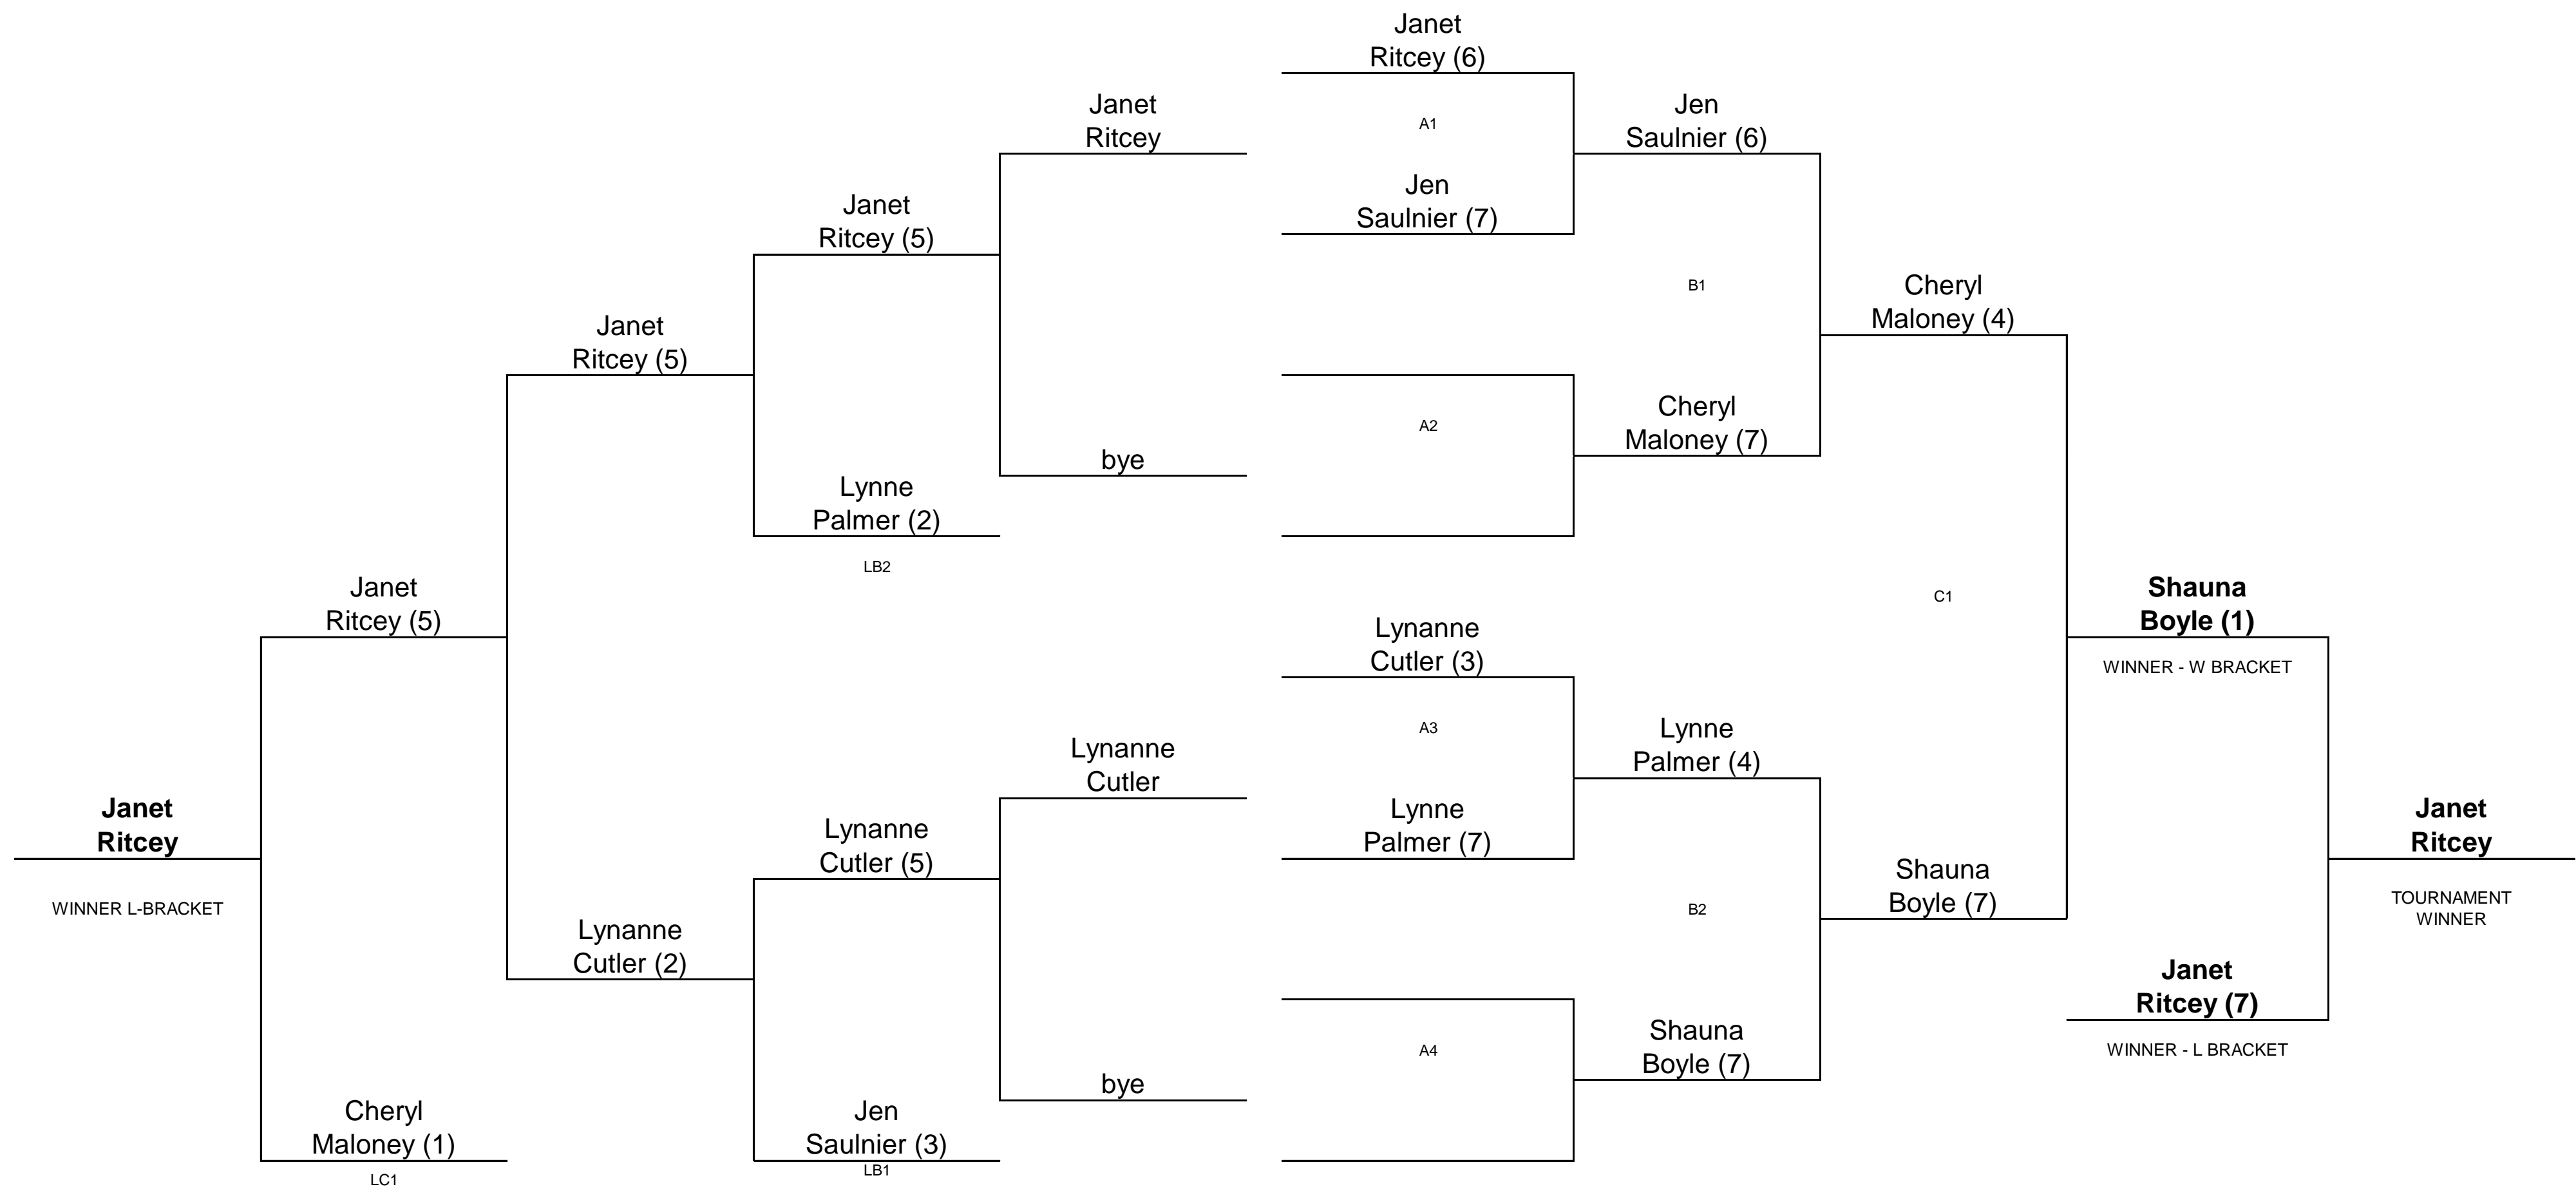 Janet
Ritcey (6)
Janet
Ritcey
A1
Jen
Saulnier (6)
Janet
Ritcey (5)
Jen
Saulnier (7)
B1
Cheryl
Maloney (4)
Janet
Ritcey (5)
A2
Cheryl
Maloney (7)
bye
Lynne
Palmer (2)
LB2
Janet
Ritcey (5)
C1
Shauna
Boyle (1)
WINNER - W BRACKET
Lynanne
Cutler (3)
A3
Lynanne
Cutler
Lynne
Palmer (4)
Janet
Ritcey
WINNER L-BRACKET
Lynanne
Cutler (5)
Lynne
Palmer (7)
Janet
Ritcey
TOURNAMENT
WINNER
Shauna
Boyle (7)
B2
Lynanne
Cutler (2)
Janet
Ritcey (7)
WINNER - L BRACKET
A4
Shauna
Boyle (7)
bye
Cheryl
Maloney (1)
LC1
Jen
Saulnier (3)
LB1